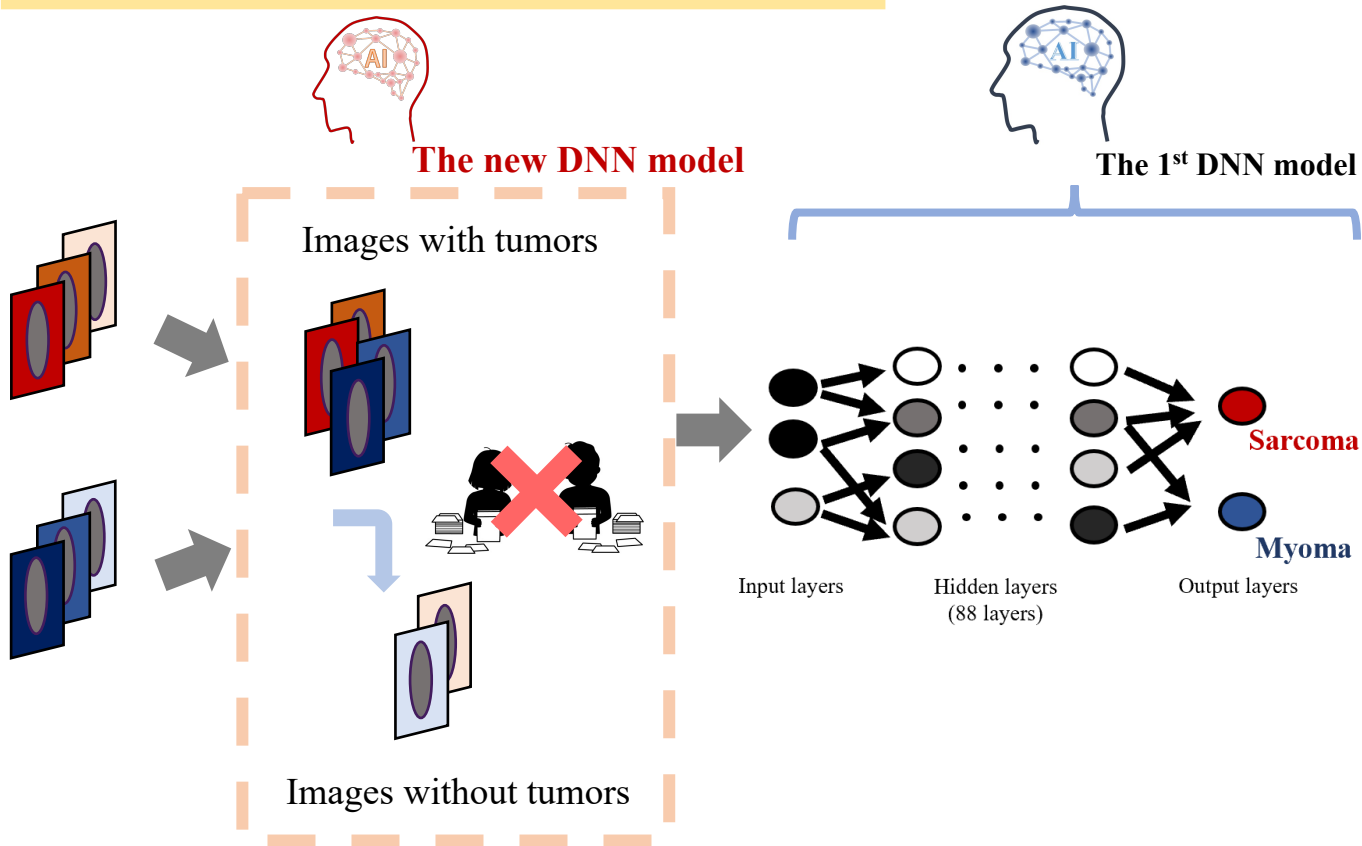 AI
AI
The new DNN model
The 1st DNN model
Images with tumors
Sarcoma
Myoma
Input layers
Hidden layers
(88 layers)
Output layers
Images without tumors